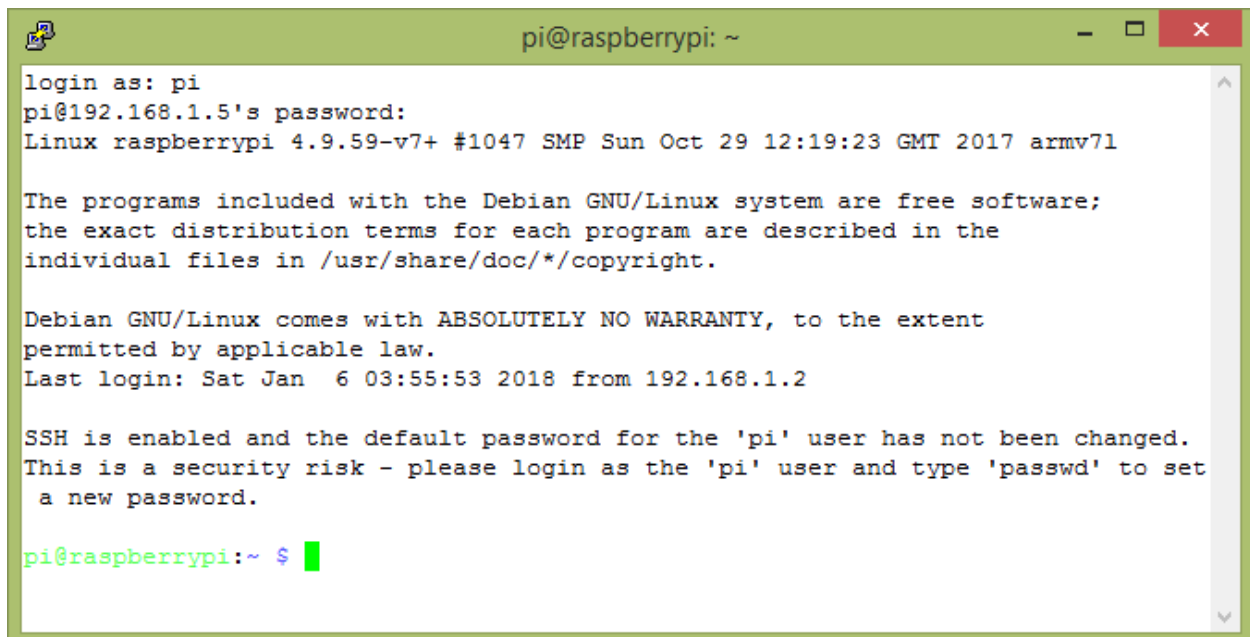 pi@raspberrypi: ~
login as: pi
pi@192.168.1.5's password:
Linux raspberrypi 4.9.59-v7+ #1047 SMP Sun Oct 29 12:19:23 GMT 2017 armv7l
The programs included with the Debian GNU/Linux system are free software;
the exact distribution terms for each program are described in the
individual files in /usr/share/doc/*/copyright.
Debian GNU/Linux comes with ABSOLUTELY NO WARRANTY, to the extent
permitted by applicable law.
Last login: Sat Jan  6 03:55:53 2018 from 192.168.1.2
SSH is enabled and the default password for the 'pi' user has not been changed.
This is a security risk - please login as the 'pi' user and type 'passwd' to set
 a new password.
pi@raspberrypi:~ $